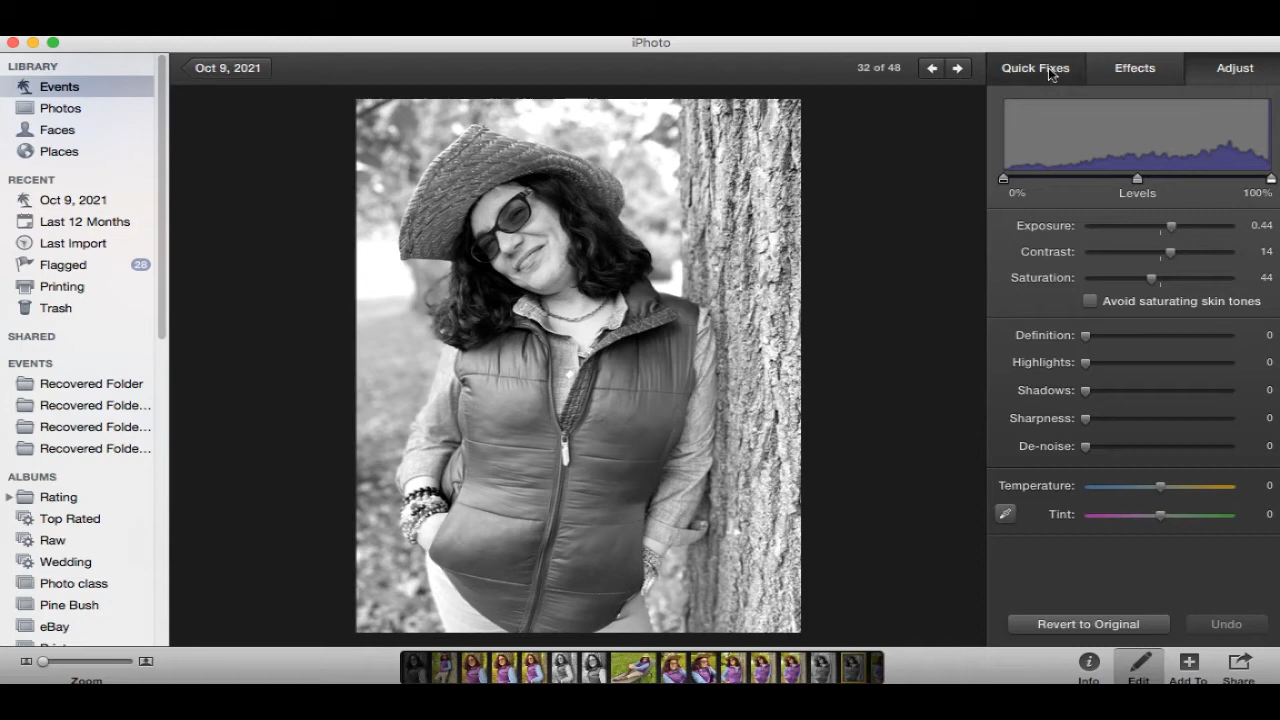 iPhoto
LIBRARY
Events
Photos
Faces
Places
RECENT
Oct 9, 2021
Last 12 Months
Last Import
Flagged 28
Printing
Trash
SHARED
EVENTS
Recovered Folder
Recovered Folde...
Recovered Folde...
Recovered Folde...
ALBUMS
Rating
Top Rated
Raw
Wedding
Photo class
Pine Bush
eBay
Zoom
Oct 9, 2021
32 of 48
Quick Fixes Effects Adjust
0% Levels 100%
Exposure: 0.44
Contrast: 14
Saturation: 44
Avoid saturating skin tones
Definition: 0
Highlights: 0
Shadows: 0
Sharpness: 0
De-noise: 0
Temperature: 0
Tint: 0
Revert to Original Undo
Info Edit Add To Share